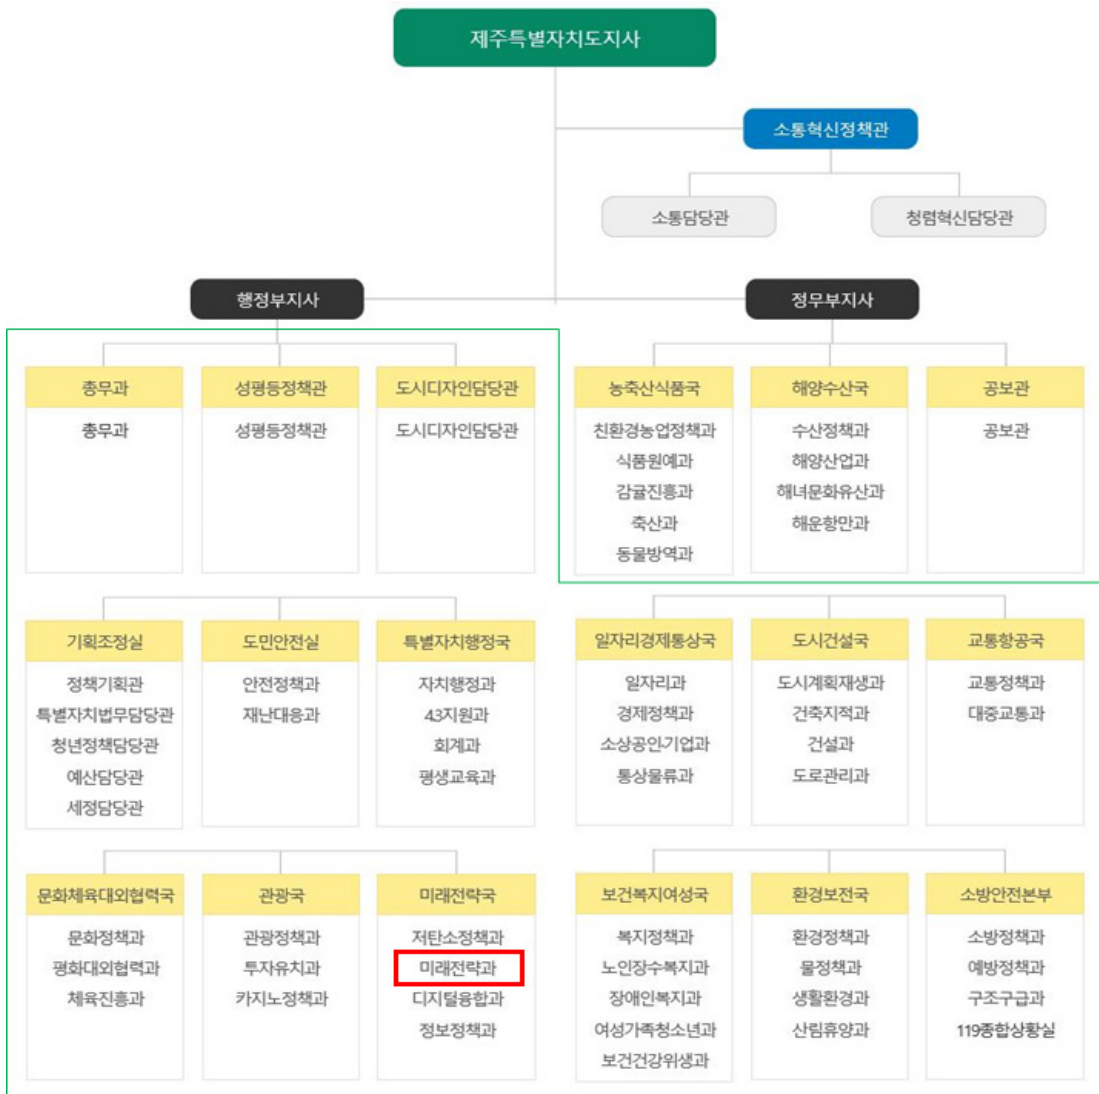 제주특별자치도지사
소통혁신정책관
소통담당관
청렴혁신담당관
행정부지사
정무부지사
총무과
총무과
성평등정책관
성평등정책관
도시디자인담당관
도시디자인담당관
농축산식품국
친환경농업정책과
식품원예과
감귤진흥과
축산과
동물방역과
해양수산국
수산정책과
해양산업과
해녀문화유산과
해운항만과
공보관
공보관
기획조정실
정책기획관
특별자치법무담당관
청년정책담당관
예산담당관
세정담당관
도민안전실
안전정책과
재난대응과
특별자치행정국
자치행정과
4.3지원과
회계과
평생교육과
일자리경제통상국
일자리과
경제정책과
소상공인·기업과
통상물류과
도시건설국
도시계획재생과
건축지적과
건설과
도로관리과
교통항공국
교통정책과
대중교통과
문화체육대외협력국
문화정책과
평화대외협력과
체육진흥과
관광국
관광정책과
투자유치과
카지노정책과
미래전략국
저탄소정책과
미래전략과
디지털융합과
정보정책과
보건복지여성국
복지정책과
노인장수복지과
장애인복지과
여성가족청소년과
보건건강위생과
환경보전국
환경정책과
물정책과
생활환경과
산림휴양과
소방안전본부
소방정책과
예방정책과
구조구급과
119종합상황실